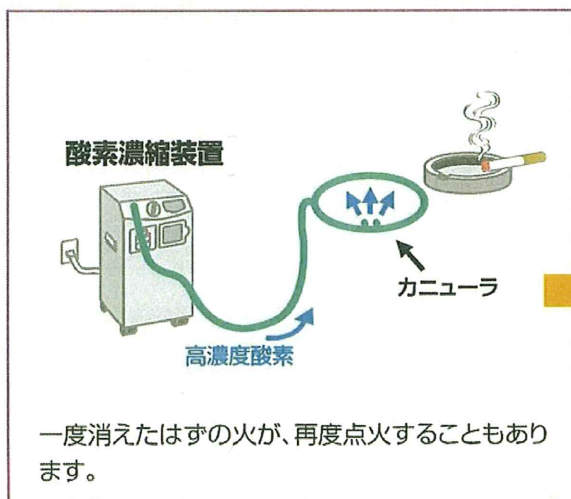 酸素濃縮装置
カニューラ
高濃度酸素
一度消えたはずの火が、再度点火することもあり
ます。